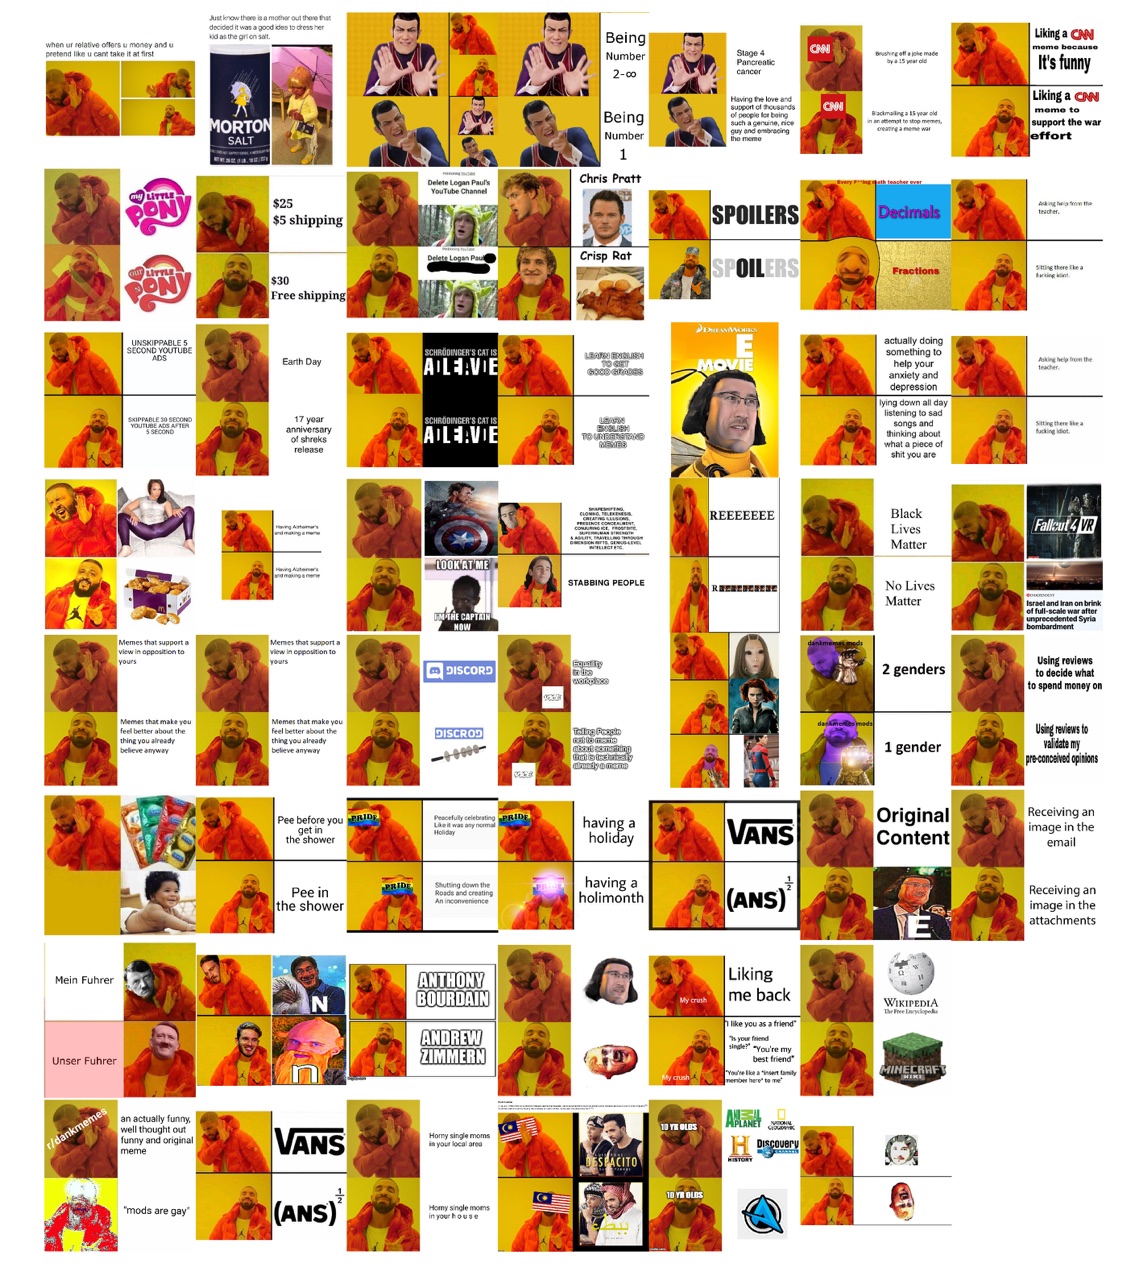 when ur relative offers u money and u
pretend like u cant take it at first
Just know there is a mother out there that
decided it was a good idea to dress her
kid as the girl on salt.
MORTON
SALT
Being
Number
2-∞
Being
Number
1
Stage 4
Pancreatic
cancer
Having the love and
support of thousands
of people for being
such a genuine, nice
guy and embracing
the meme
CNN
Brushing off a joke made
by a 15 year old
CNN
Blackmailing a 15 year old
in an attempt to stop memes,
creating a meme war
Liking a CNN
meme because
It's funny
Liking a CNN
meme to
support the war
effort
my LITTLE
PONY
our LITTLE
PONY
$25
$5 shipping
$30
Free shipping
Delete Logan Paul's
YouTube Channel
Delete Logan Paul
Chris Pratt
Crisp Rat
SPOILERS
SPOILERS
Every F**ing math teacher ever
Decimals
Fractions
Asking help from the
teacher.
Sitting there like a
fucking idiot.
UNSKIPPABLE 5
SECOND YOUTUBE
ADS
SKIPPABLE 30 SECOND
YOUTUBE ADS AFTER
5 SECOND
Earth Day
17 year
anniversary
of shreks
release
SCHRÖDINGER'S CAT IS
SCHRÖDINGER'S CAT IS
LEARN ENGLISH
TO GET
GOOD GRADES
LEARN
ENGLISH
TO UNDERSTAND
MEMES
DREAMWORKS
E
MOVIE
actually doing
something to
help your
anxiety and
depression
lying down all day
listening to sad
songs and
thinking about
what a piece of
shit you are
Asking help from the
teacher.
Sitting there like a
fucking idiot.
Having Alzheimer's
and making a meme
Having Alzheimer's
and making a meme
LOOK AT ME
I'M THE CAPTAIN
NOW
SHAPESHIFTING,
CLONING, TELEKENESIS,
CREATING ILLUSIONS,
PRESENCE CONCEALMENT,
CONJURING ICE, FROSTBITE,
SUPERHUMAN STRENGTH
& AGILITY, TRAVELLING THROUGH
DIMENSION RIFTS, GENIUS-LEVEL
INTELLECT ETC.
STABBING PEOPLE
REEEEEEE
R
Black
Lives
Matter
No Lives
Matter
Fallout 4 VR
Israel and Iran on brink
of full-scale war after
unprecedented Syria
bombardment
Memes that support a
view in opposition to
yours
Memes that make you
feel better about the
thing you already
believe anyway
Memes that support a
view in opposition to
yours
Memes that make you
feel better about the
thing you already
believe anyway
DISCORD
DISCROD
Equality
in the
workplace
Telling People
not to meme
about something
that is technically
already a meme
dankmemes mods
2 genders
dankmemes mods
1 gender
Using reviews
to decide what
to spend money on
Using reviews to
validate my
pre-conceived opinions
Pee before you
get in
the shower
Pee in
the shower
PRIDE
Peacefully celebrating
Like it was any normal
Holiday
PRIDE
Shutting down the
Roads and creating
An inconvenience
PRIDE
having a
holiday
PRIDE
having a
holimonth
VANS
(ANS)½
Original
Content
E
Receiving an
image in the
email
Receiving an
image in the
attachments
Mein Fuhrer
Unser Fuhrer
N
n
ANTHONY
BOURDAIN
ANDREW
ZIMMERN
My crush
Liking
me back
My crush
"I like you as a friend"
"Is your friend
single?"
"You're my
best friend"
"You're like a *insert family
member here* to me"
WIKIPEDIA
The Free Encyclopedia
MINECRAFT
WIKI
r/dankmemes
an actually funny,
well thought out
funny and original
meme
"mods are gay"
VANS
(ANS)½
Horny single moms
in your local area
Horny single moms
in your h o u s e
DESPACITO
10 YR OLDS
ANIMAL
PLANET
NATIONAL
GEOGRAPHIC
H
HISTORY
Discovery
CHANNEL
10 YR OLDS